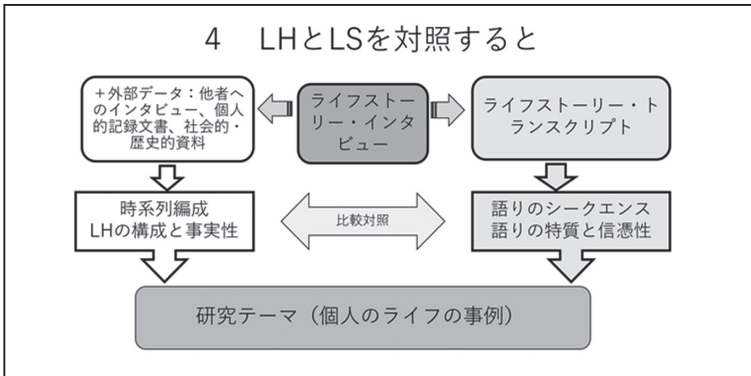 4　LHとLSを対照すると
＋外部データ：他者へ
のインタビュー、個人
的記録文書、社会的・
歴史的資料
ライフストー
リー・インタ
ビュー
ライフストーリー・ト
ランスクリプト
時系列編成
LHの構成と事実性
比較対照
語りのシークエンス
語りの特質と信憑性
研究テーマ（個人のライフの事例）